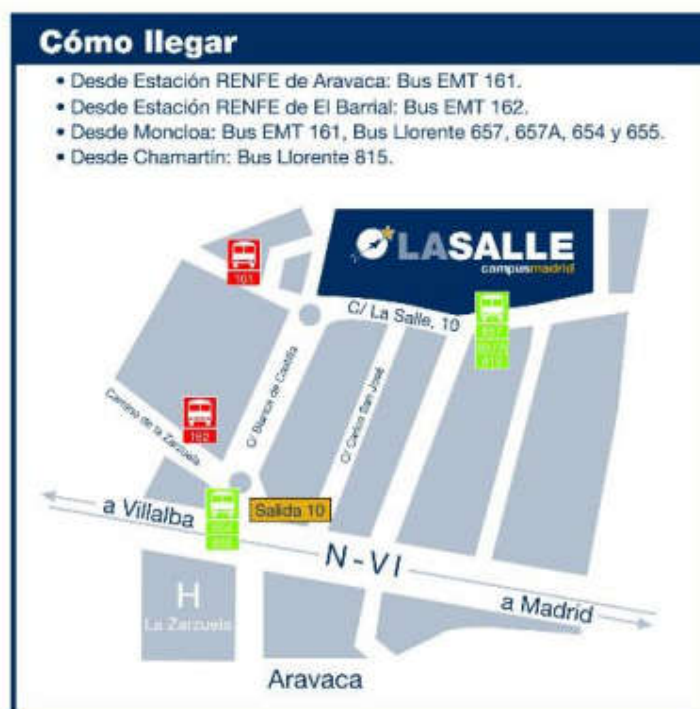 Cómo llegar
• Desde Estación RENFE de Aravaca: Bus EMT 161.
• Desde Estación RENFE de El Barrial: Bus EMT 162.
• Desde Moncloa: Bus EMT 161, Bus Llorente 657, 657A, 654 y 655.
• Desde Chamartín: Bus Llorente 815.
LASALLE
campusmadrid
161
C/ La Salle, 10
657
657A
815
C/ Blanca de Castilla
C/ Carlos San José
Camino de la Zarzuela
162
a Villalba
Salida 10
N-VI
a Madrid
H
La Zarzuela
Aravaca